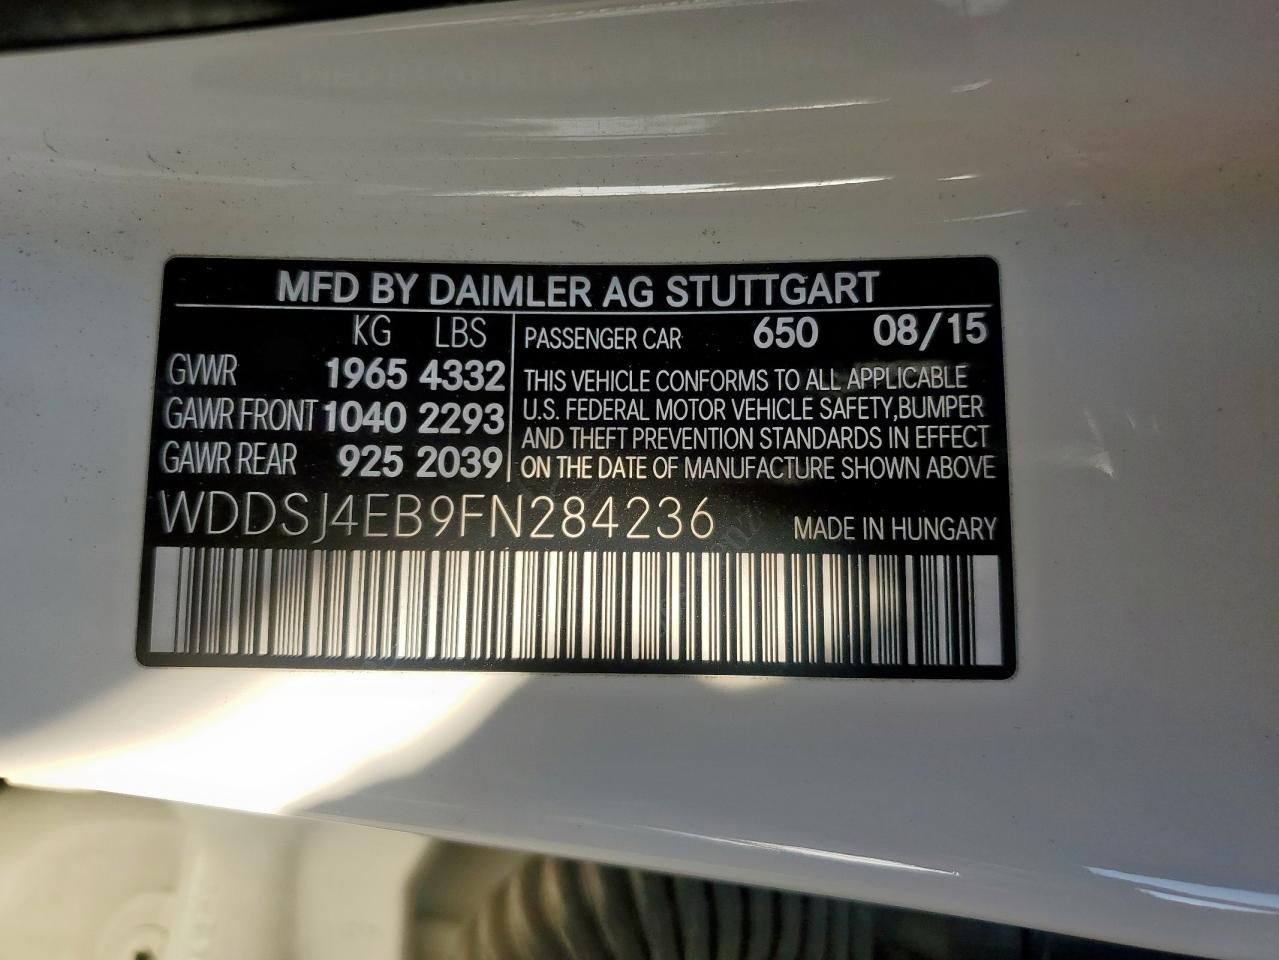 MFD BY DAIMLER AG STUTTGART
KG LBS
GVWR 1965 4332
GAWR FRONT 1040 2293
GAWR REAR 925 2039
PASSENGER CAR 650 08/15
THIS VEHICLE CONFORMS TO ALL APPLICABLE
U.S. FEDERAL MOTOR VEHICLE SAFETY,BUMPER
AND THEFT PREVENTION STANDARDS IN EFFECT
ON THE DATE OF MANUFACTURE SHOWN ABOVE
WDDSJ4EB9FN284236 MADE IN HUNGARY